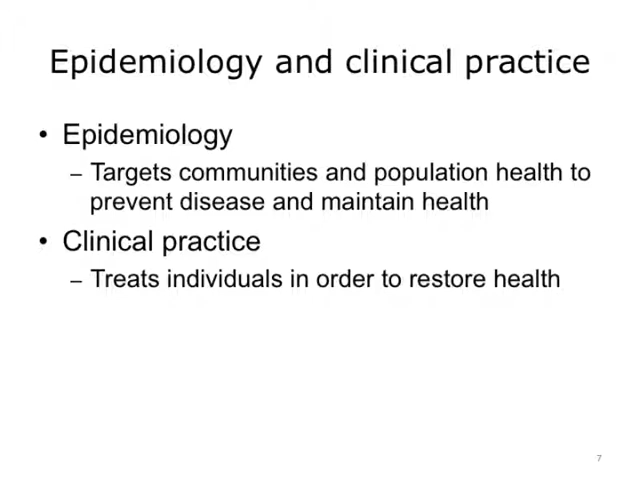 Epidemiology and clinical practice
• Epidemiology
– Targets communities and population health to
prevent disease and maintain health
• Clinical practice
– Treats individuals in order to restore health
7